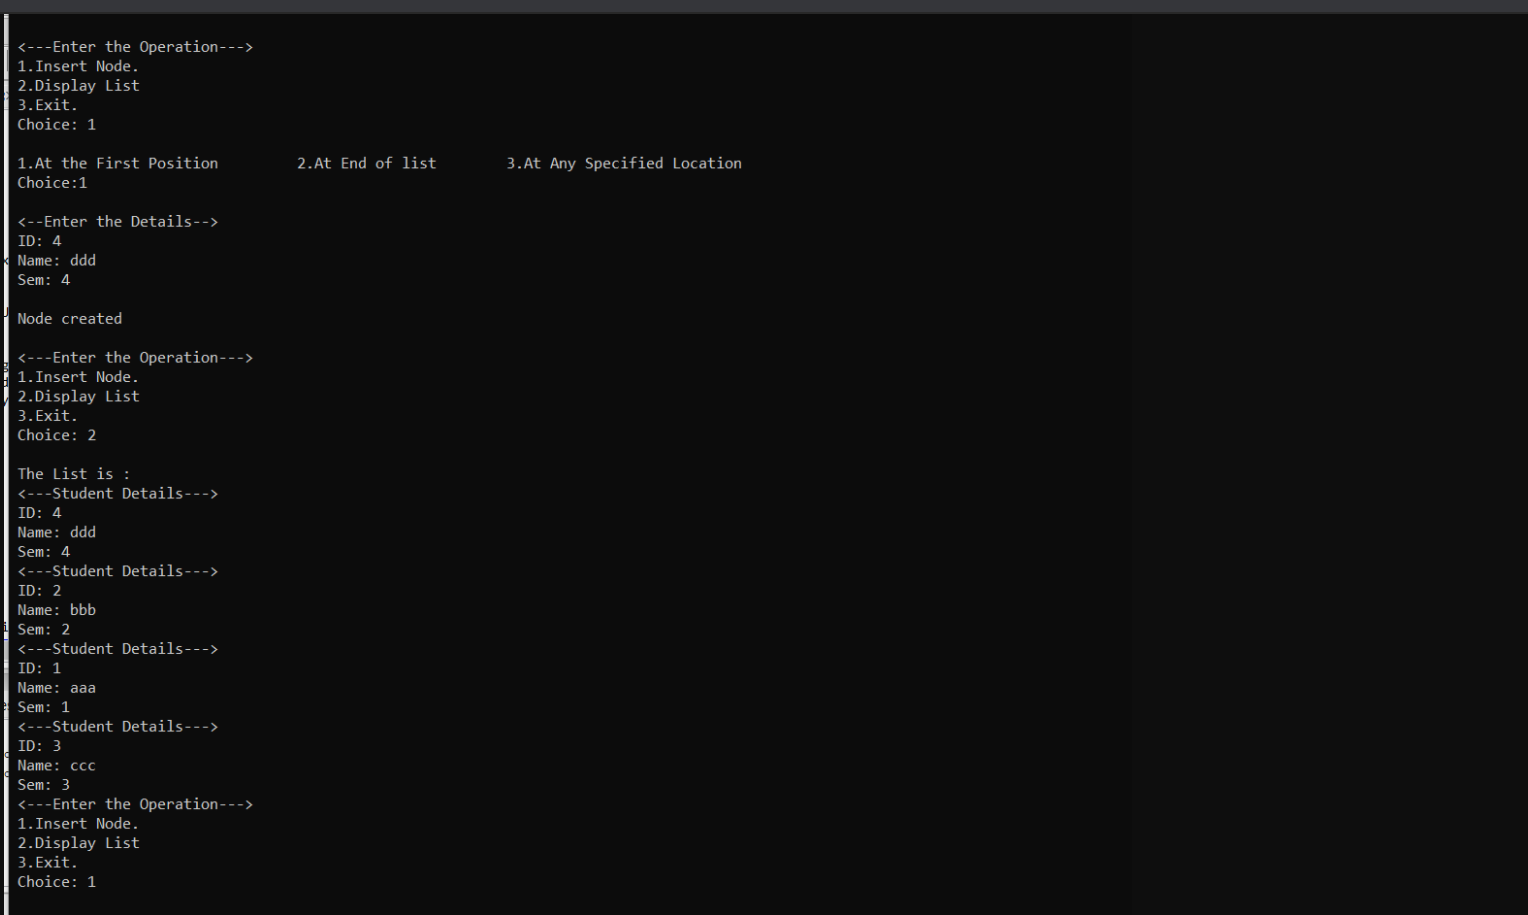 <---Enter the Operation--->
1.Insert Node.
2.Display List
3.Exit.
Choice: 1
1.At the First Position         2.At End of list        3.At Any Specified Location
Choice:1
<--Enter the Details-->
ID: 4
Name: ddd
Sem: 4
Node created
<---Enter the Operation--->
1.Insert Node.
2.Display List
3.Exit.
Choice: 2
The List is :
<---Student Details--->
ID: 4
Name: ddd
Sem: 4
<---Student Details--->
ID: 2
Name: bbb
Sem: 2
<---Student Details--->
ID: 1
Name: aaa
Sem: 1
<---Student Details--->
ID: 3
Name: ccc
Sem: 3
<---Enter the Operation--->
1.Insert Node.
2.Display List
3.Exit.
Choice: 1